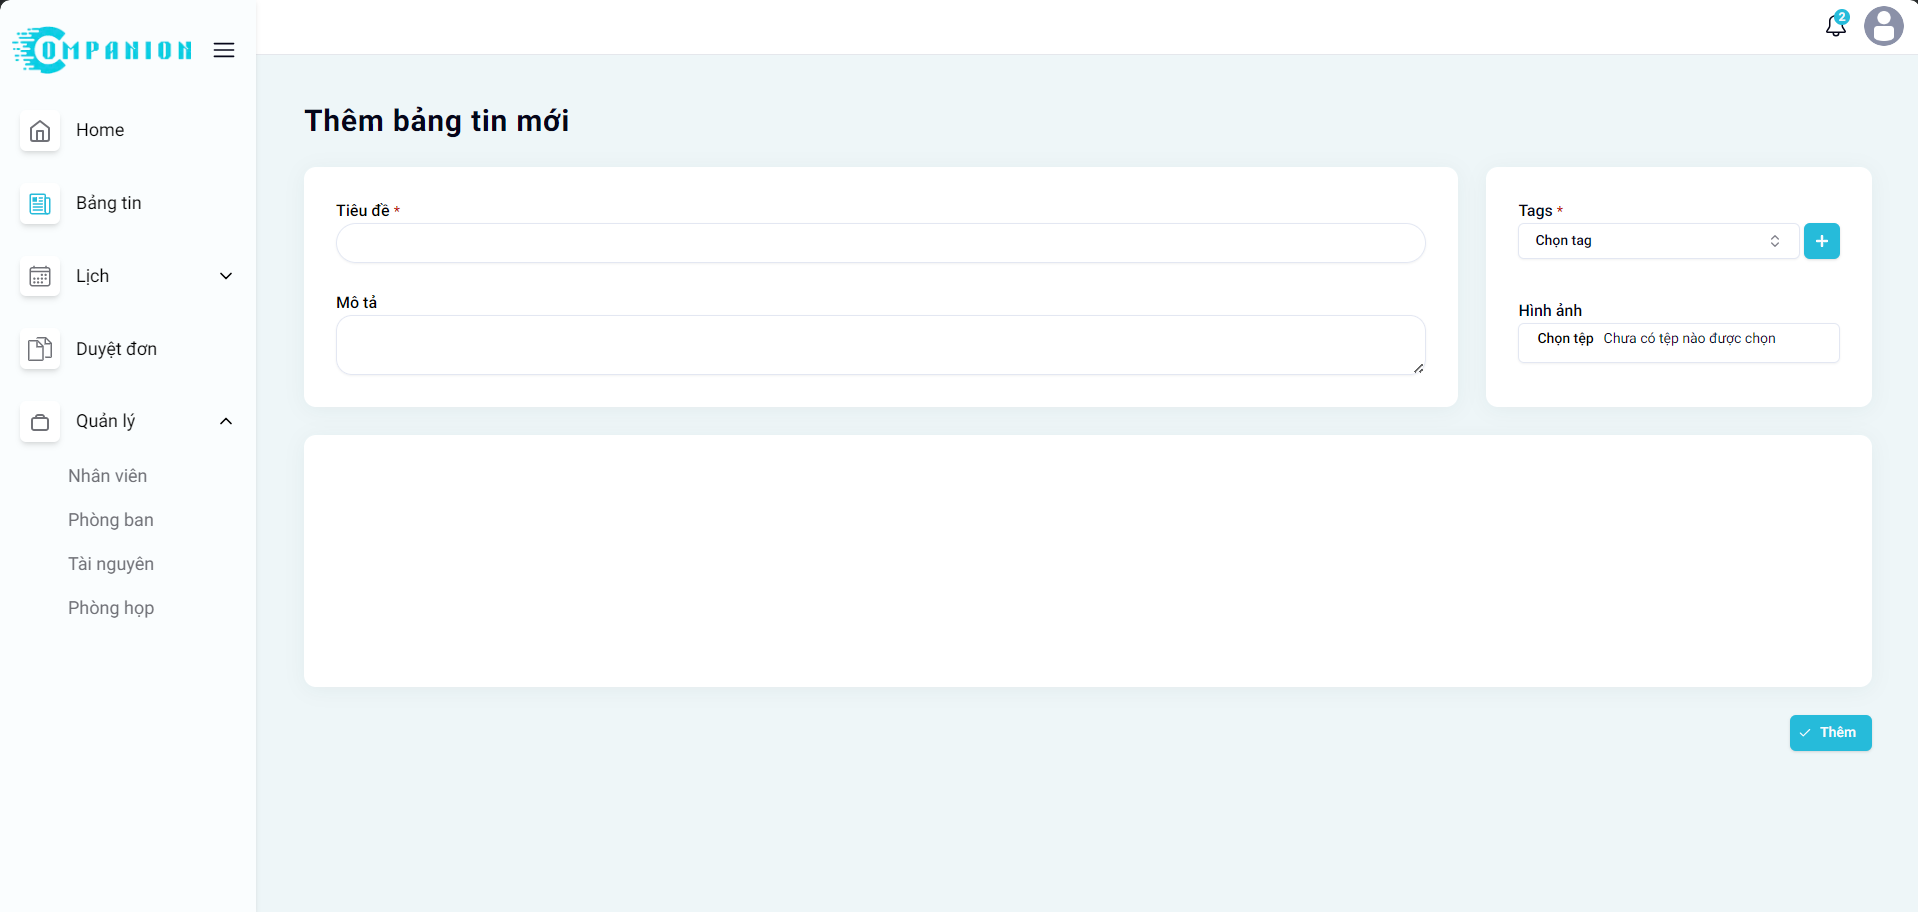 COMPANION
2
Home
Bảng tin
Lịch
Duyệt đơn
Quản lý
Nhân viên
Phòng ban
Tài nguyên
Phòng họp
Thêm bảng tin mới
Tiêu đề *
Mô tả
Tags *
Chọn tag
Hình ảnh
Chọn tệp Chưa có tệp nào được chọn
Thêm